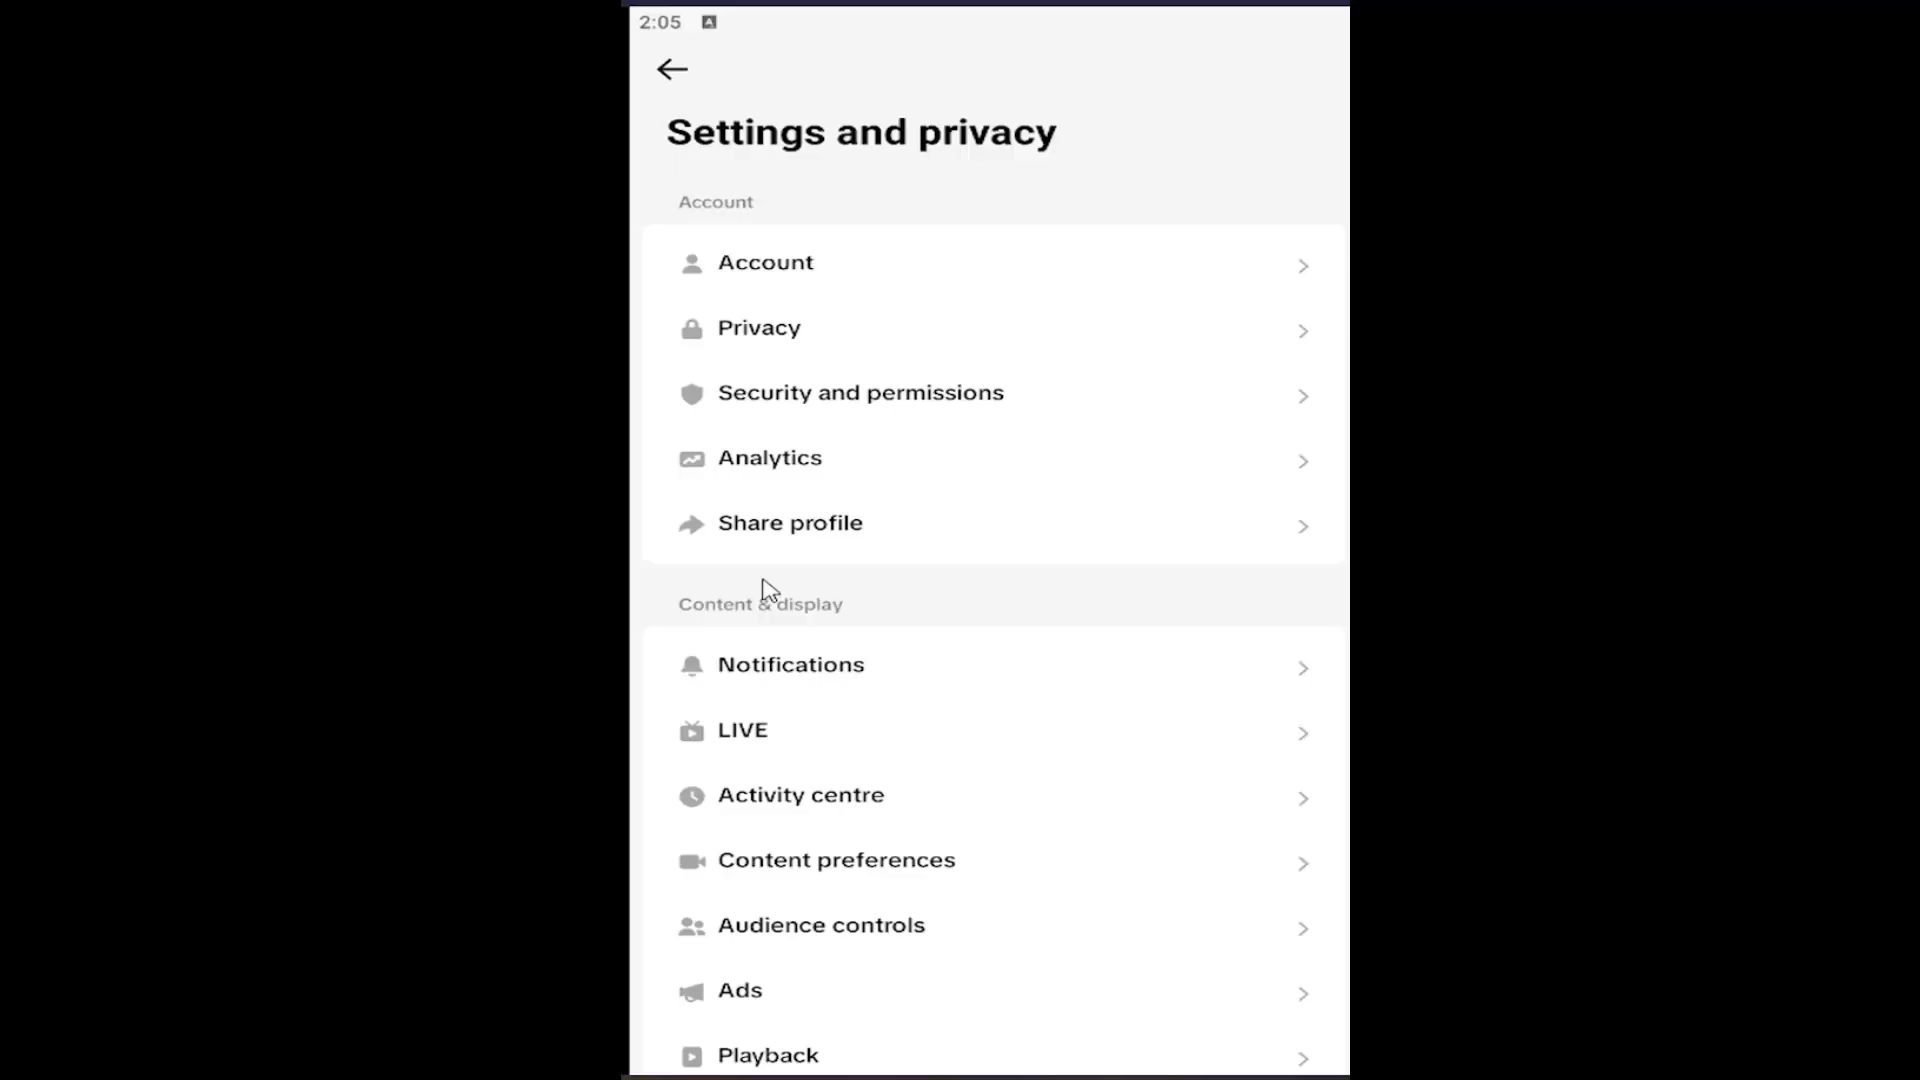 2:05
Settings and privacy
Account
Account
Privacy
Security and permissions
Analytics
Share profile
Content & display
Notifications
LIVE
Activity centre
Content preferences
Audience controls
Ads
Playback